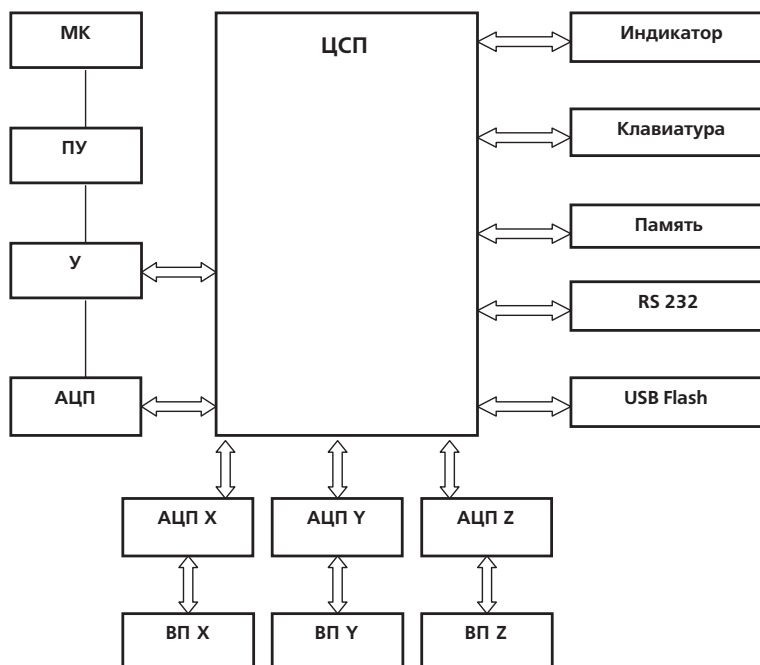 МК
ЦСП
Индикатор
ПУ
Клавиатура
У
Память
RS 232
АЦП
USB Flash
АЦП X
АЦП Y
АЦП Z
ВП X
ВП Y
ВП Z